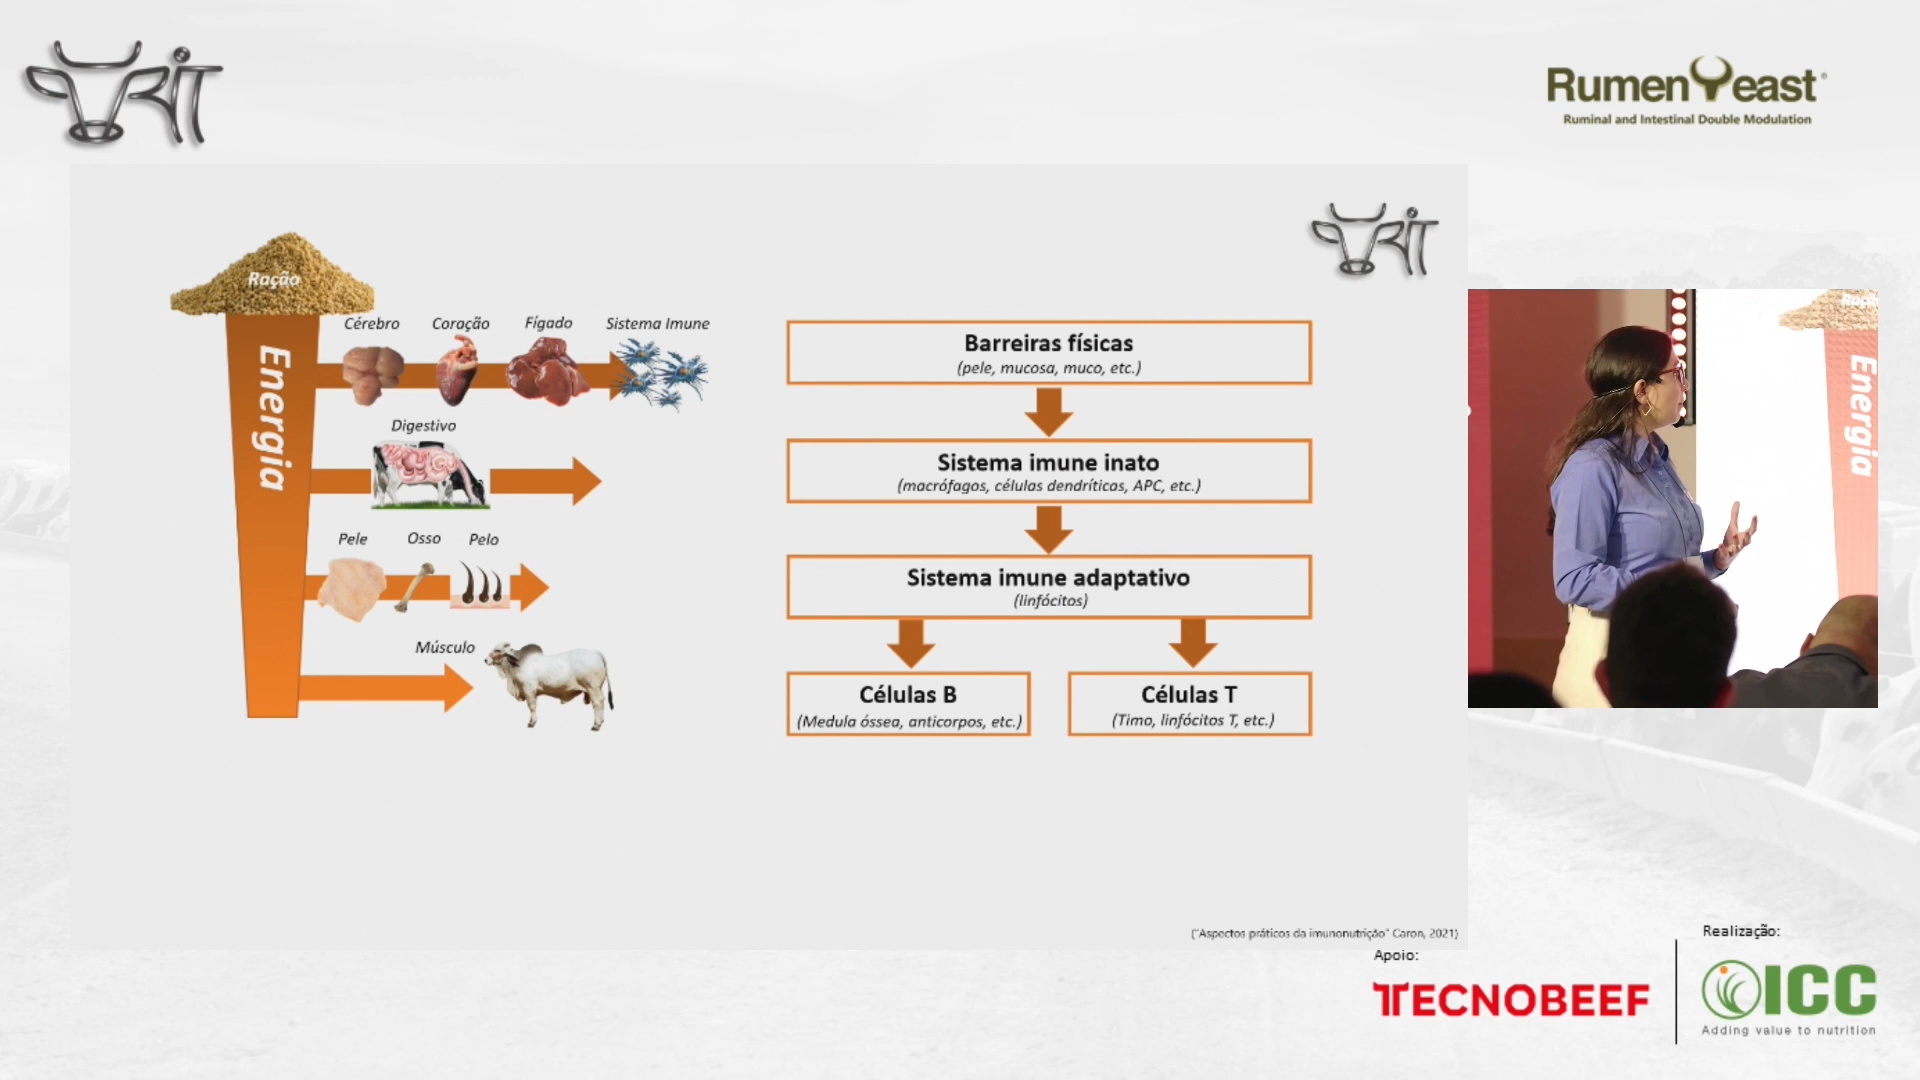 RumenYeast®
Ruminal and Intestinal Double Modulation
Ração
Energia
Cérebro
Coração
Fígado
Sistema Imune
Digestivo
Pele
Osso
Pelo
Músculo
Barreiras físicas
(pele, mucosa, muco, etc.)
Sistema imune inato
(macrófagos, células dendríticas, APC, etc.)
Sistema imune adaptativo
(linfócitos)
Células B
(Medula óssea, anticorpos, etc.)
Células T
(Timo, linfócitos T, etc.)
("Aspectos práticos da imunonutrição" Caron, 2021)
Energia
Apoio:
TECNOBEEF
Realização:
ICC
Adding value to nutrition